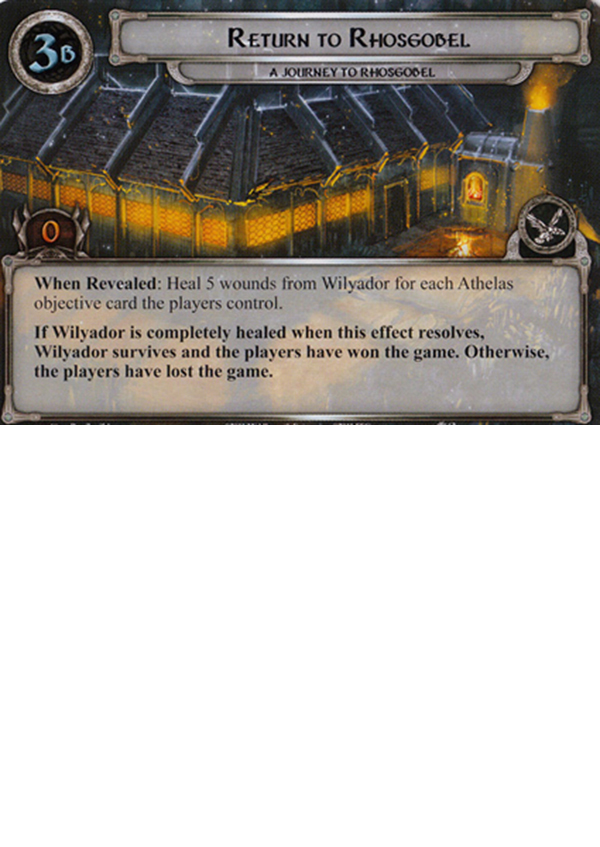 3B
Return to Rhosgobel
A Journey to Rhosgobel
0
When Revealed: Heal 5 wounds from Wilyador for each Athelas
objective card the players control.
If Wilyador is completely healed when this effect resolves,
Wilyador survives and the players have won the game. Otherwise,
the players have lost the game.